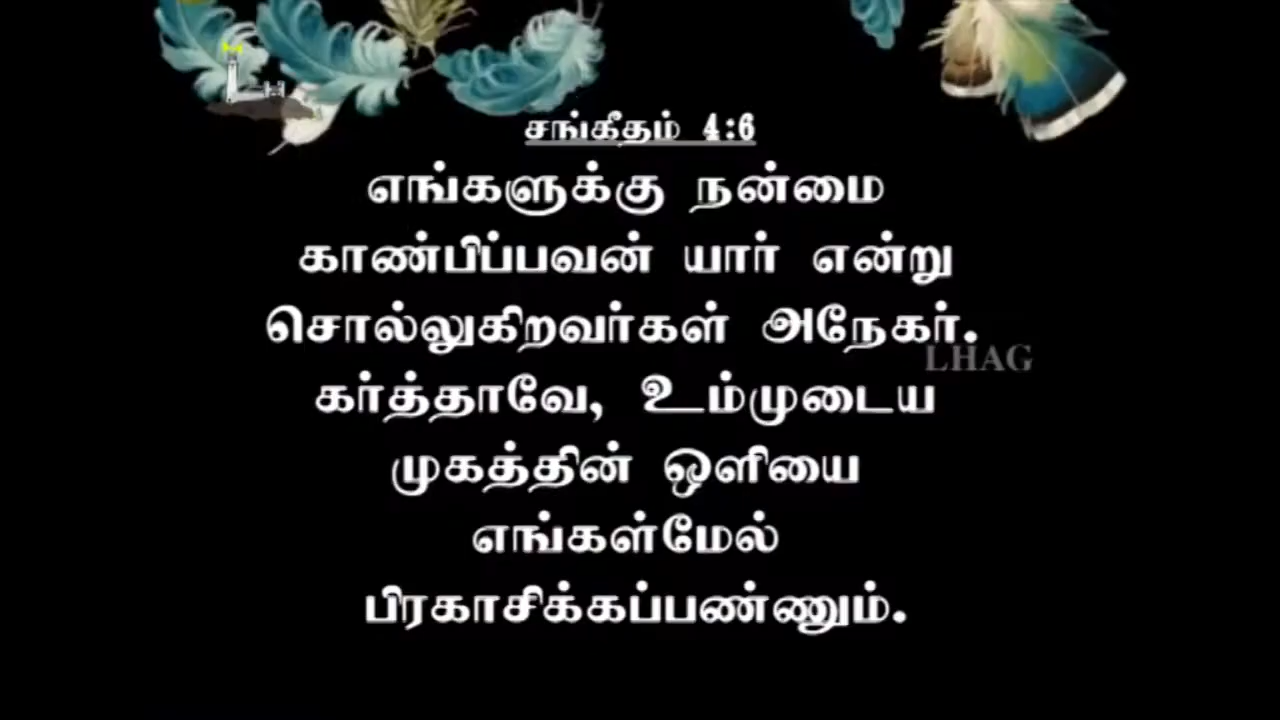 சங்கீதம் 4:6
எங்களுக்கு நன்மை
காண்பிப்பவன் யார் என்று
சொல்லுகிறவர்கள் அநேகர்.
LHAG
கர்த்தாவே, உம்முடைய
முகத்தின் ஒளியை
எங்கள்மேல்
பிரகாசிக்கப்பண்ணும்.